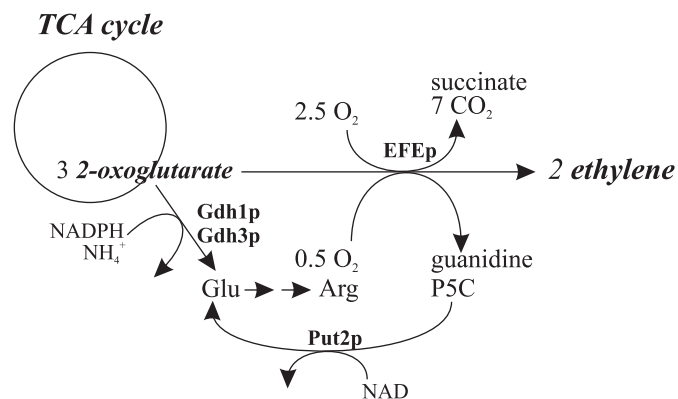 TCA cycle
succinate
7 CO₂
2.5 O₂
EFEp
3 2-oxoglutarate
2 ethylene
Gdh1p
Gdh3p
NADPH
NH₄⁺
0.5 O₂
guanidine
Glu
Arg
P5C
Put2p
NAD